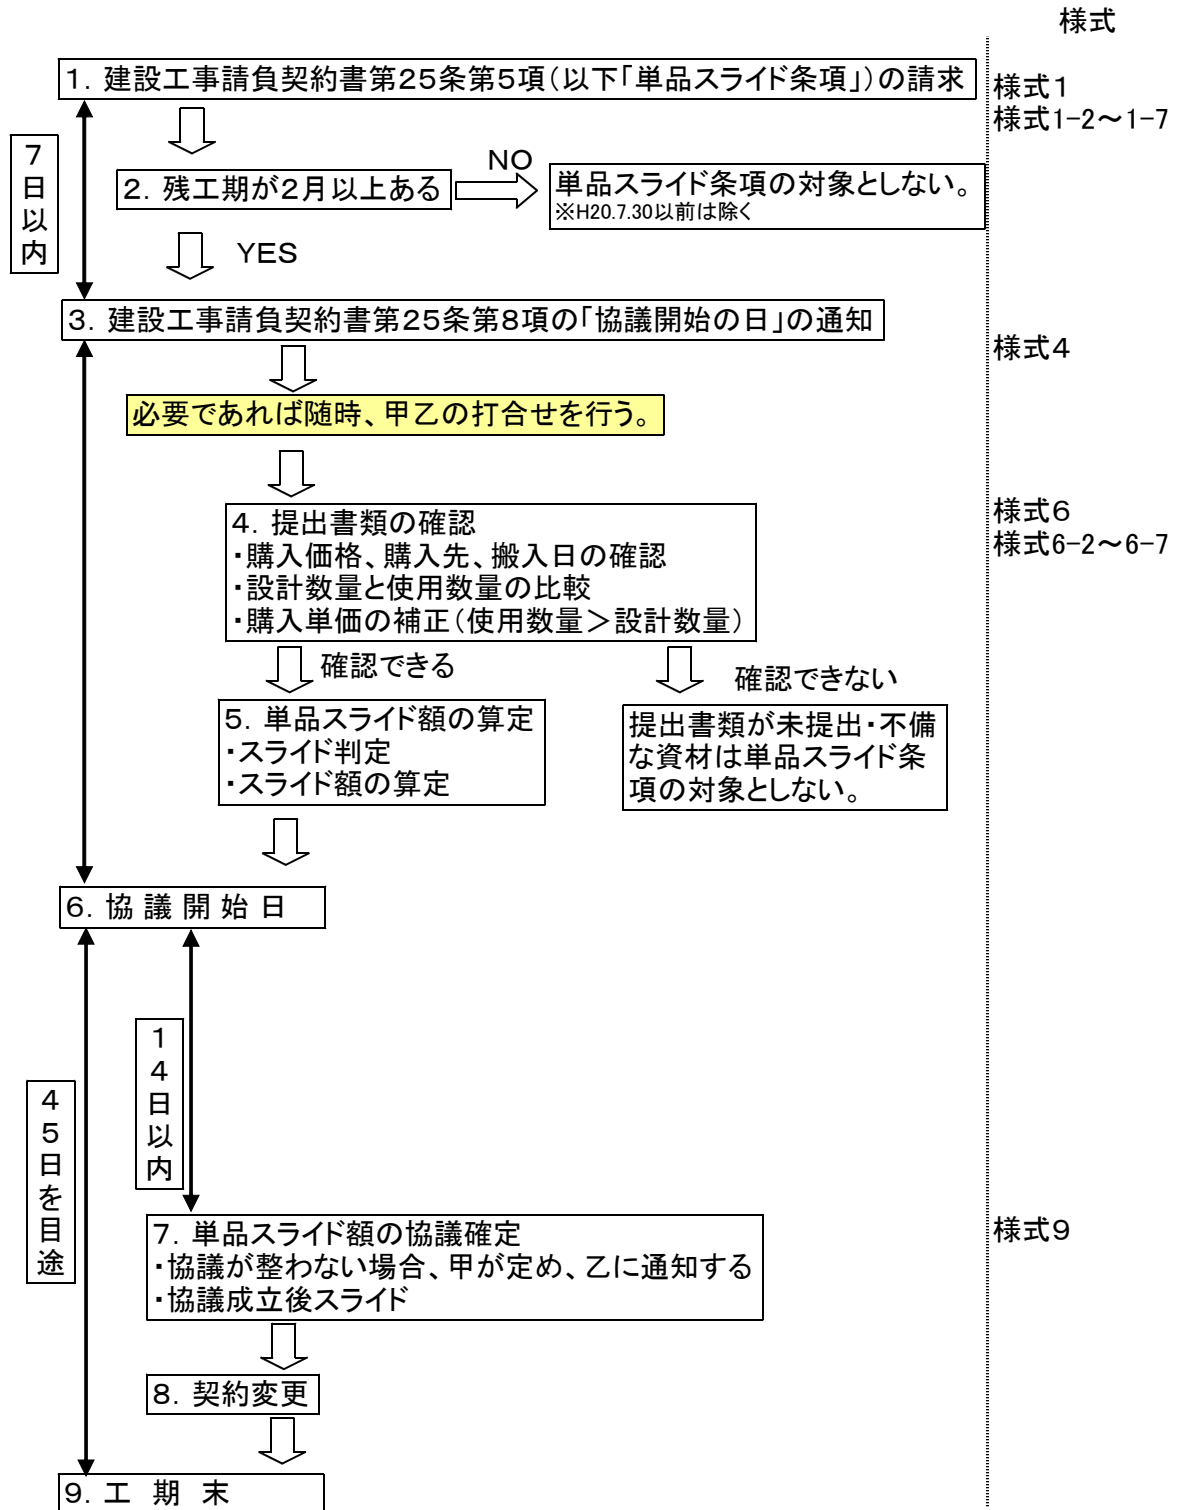 様式
1．建設工事請負契約書第25条第5項（以下「単品スライド条項」）の請求
様式1
様式1-2～1-7
7日以内
2．残工期が2月以上ある
NO
単品スライド条項の対象としない。
※H20.7.30以前は除く
YES
3．建設工事請負契約書第25条第8項の「協議開始の日」の通知
様式4
必要であれば随時、甲乙の打合せを行う。
4．提出書類の確認
・購入価格、購入先、搬入日の確認
・設計数量と使用数量の比較
・購入単価の補正（使用数量＞設計数量）
様式6
様式6-2～6-7
確認できる
確認できない
5．単品スライド額の算定
・スライド判定
・スライド額の算定
提出書類が未提出・不備
な資材は単品スライド条
項の対象としない。
6．協 議 開 始 日
14日以内
45日を目途
7．単品スライド額の協議確定
・協議が整わない場合、甲が定め、乙に通知する
・協議成立後スライド
様式9
8．契約変更
9．工 期 末